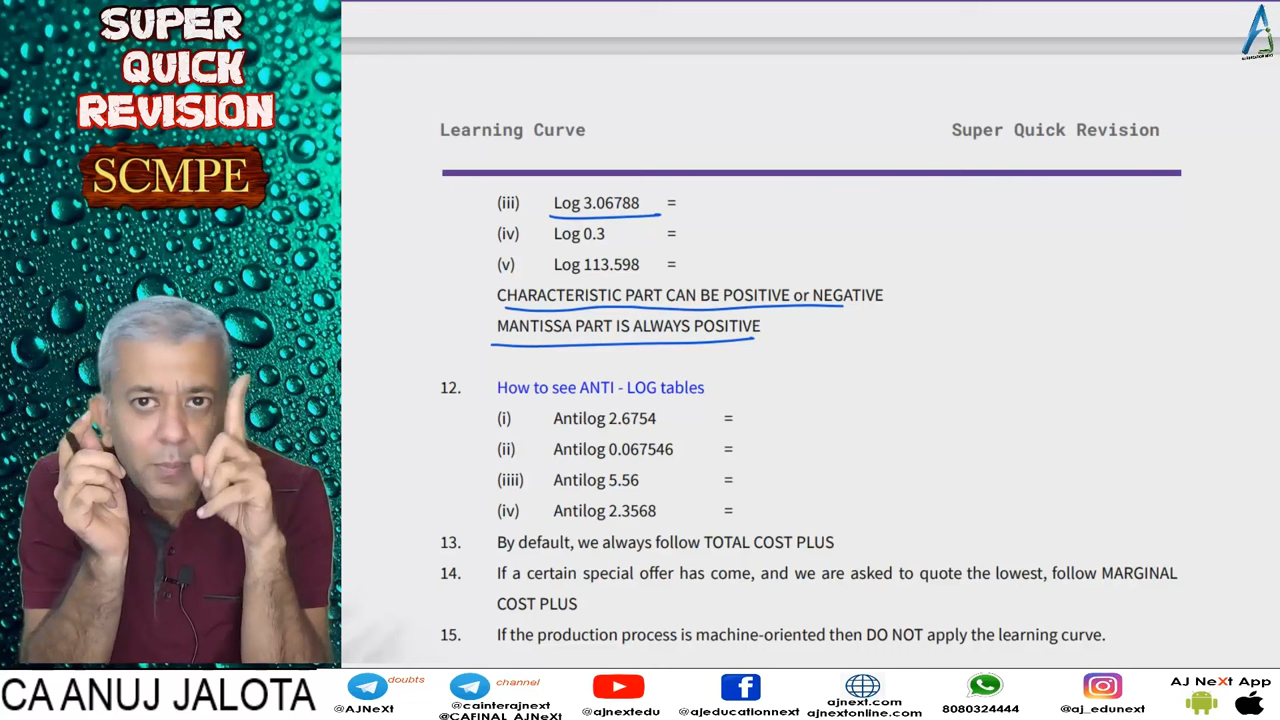 SUPER
QUICK
REVISION
SCMPE
Learning Curve Super Quick Revision
(iii) Log 3.06788 =
(iv) Log 0.3 =
(v) Log 113.598 =
CHARACTERISTIC PART CAN BE POSITIVE or NEGATIVE
MANTISSA PART IS ALWAYS POSITIVE
12. How to see ANTI - LOG tables
(i) Antilog 2.6754 =
(ii) Antilog 0.067546 =
(iiii) Antilog 5.56 =
(iv) Antilog 2.3568 =
13. By default, we always follow TOTAL COST PLUS
14. If a certain special offer has come, and we are asked to quote the lowest, follow MARGINAL
COST PLUS
15. If the production process is machine-oriented then DO NOT apply the learning curve.
CA ANUJ JALOTA
doubts
@AJNeXt
channel
@cainterajnext
@CAFINAL_AJNeXt
@ajnextedu
@ajeducationnext
ajnext.com
ajnextonline.com
8080324444
@aj_edunext
AJ NeXt App